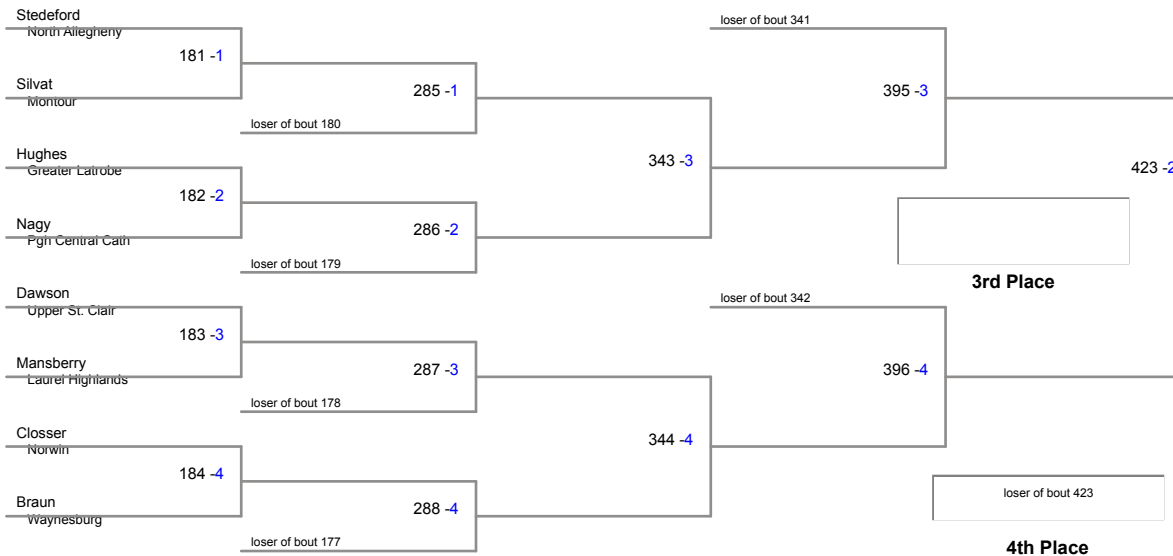 Stedeford
North Allegheny
181 -1
Silvat
Montour
285 -1
loser of bout 180
Hughes
Greater Latrobe
182 -2
Nagy
Pgh Central Cath
286 -2
loser of bout 179
343 -3
loser of bout 341
395 -3
423 -2
3rd Place
Dawson
Upper St. Clair
183 -3
Mansberry
Laurel Highlands
287 -3
loser of bout 178
Closser
Norwin
184 -4
Braun
Waynesburg
288 -4
loser of bout 177
344 -4
loser of bout 342
396 -4
loser of bout 423
4th Place